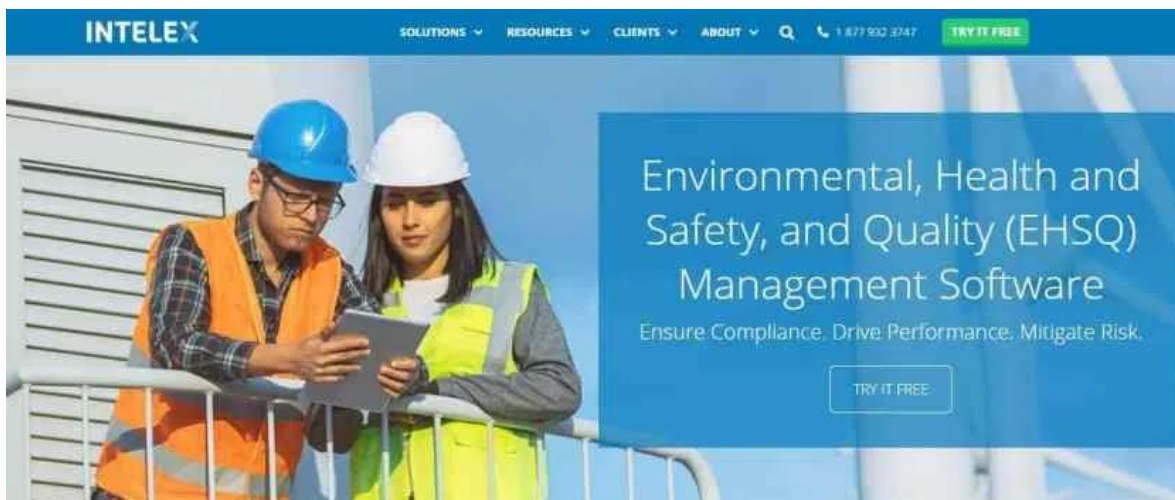 INTELEX
SOLUTIONS RESOURCES CLIENTS ABOUT 1 877 932 3747 TRY IT FREE
Environmental, Health and
Safety, and Quality (EHSQ)
Management Software
Ensure Compliance. Drive Performance. Mitigate Risk.
TRY IT FREE